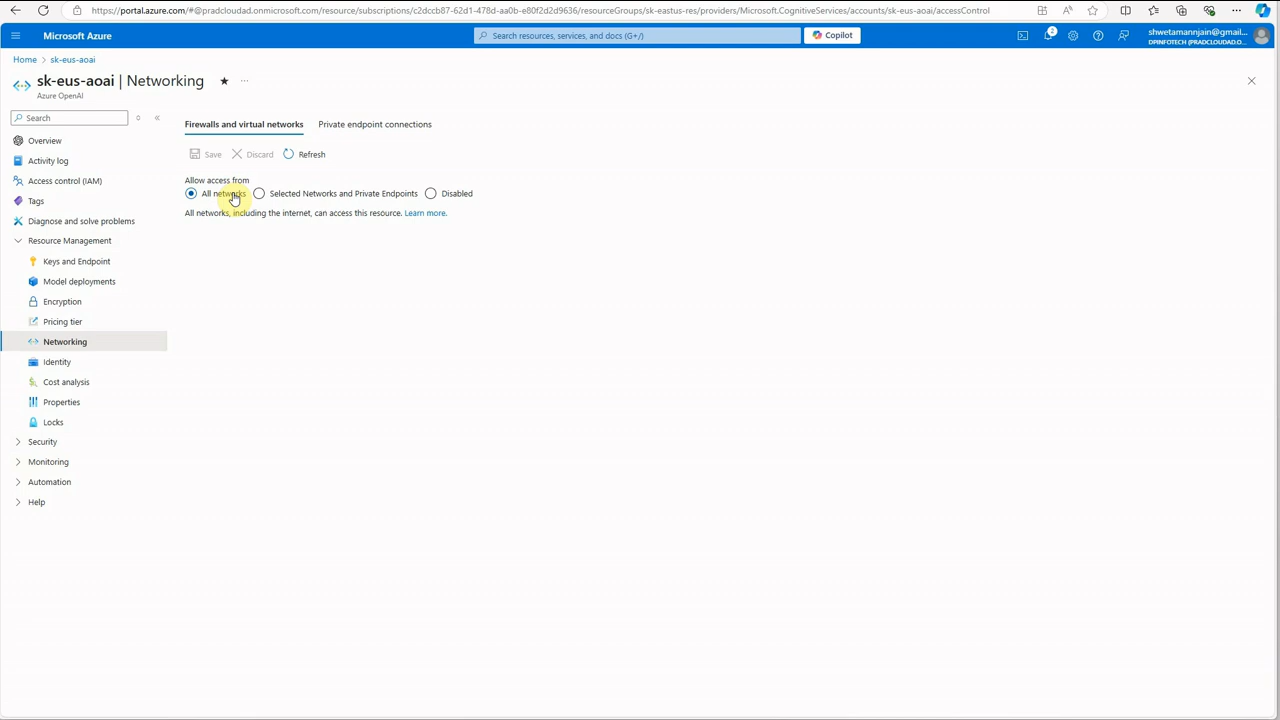 https://portal.azure.com/#@pradcloudad.onmicrosoft.com/resource/subscriptions/c2dccb87-62d1-478d-aa0b-e80f2d2d9636/resourceGroups/sk-eastus-res/providers/Microsoft.CognitiveServices/accounts/sk-eus-aoai/accessControl
Microsoft Azure
Search resources, services, and docs (G+/)
Copilot
2
shwetamannjain@gmail...
DPINFOTECH (PRADCLOUDAD.O...
Home > sk-eus-aoai
sk-eus-aoai | Networking
Azure OpenAI
Search
Overview
Activity log
Access control (IAM)
Tags
Diagnose and solve problems
Resource Management
Keys and Endpoint
Model deployments
Encryption
Pricing tier
Networking
Identity
Cost analysis
Properties
Locks
Security
Monitoring
Automation
Help
Firewalls and virtual networks Private endpoint connections
Save Discard Refresh
Allow access from
All networks Selected Networks and Private Endpoints Disabled
All networks, including the internet, can access this resource. Learn more.